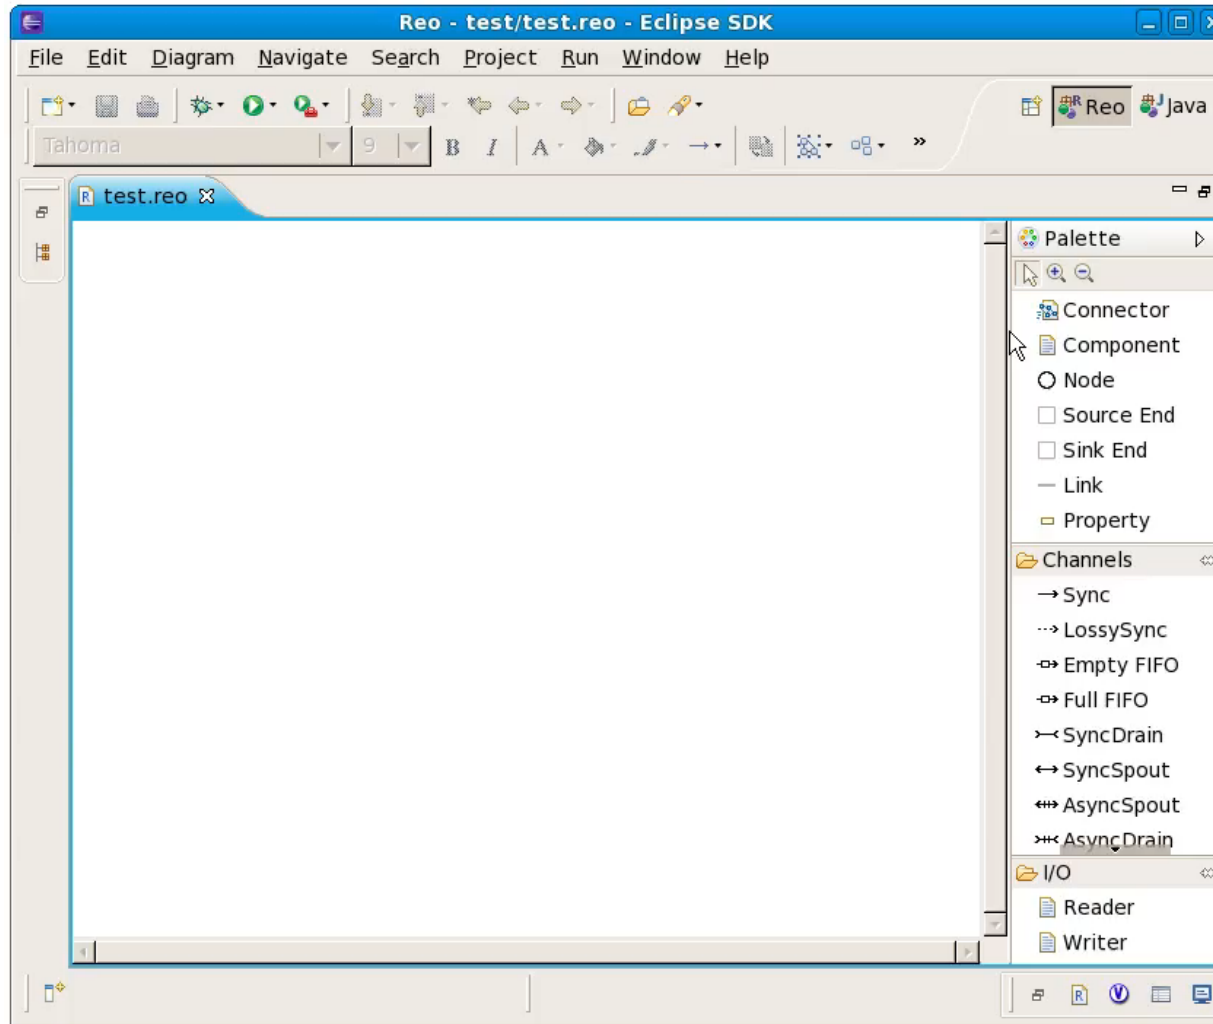 Reo - test/test.reo - Eclipse SDK
File Edit Diagram Navigate Search Project Run Window Help
Reo Java
Tahoma 9 B I A »
test.reo
Palette
Connector
Component
Node
Source End
Sink End
Link
Property
Channels
Sync
LossySync
Empty FIFO
Full FIFO
SyncDrain
SyncSpout
AsyncSpout
AsyncDrain
I/O
Reader
Writer